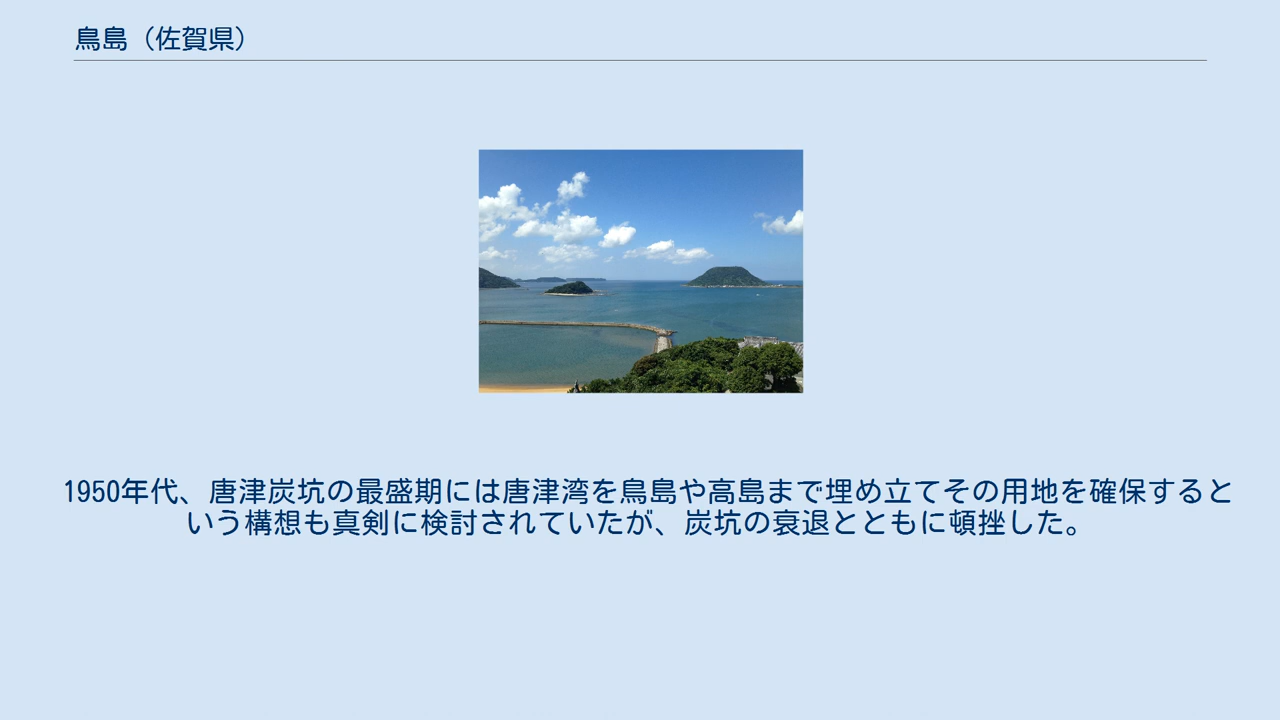 鳥島（佐賀県）
1950年代、唐津炭坑の最盛期には唐津湾を鳥島や高島まで埋め立てその用地を確保すると
いう構想も真剣に検討されていたが、炭坑の衰退とともに頓挫した。